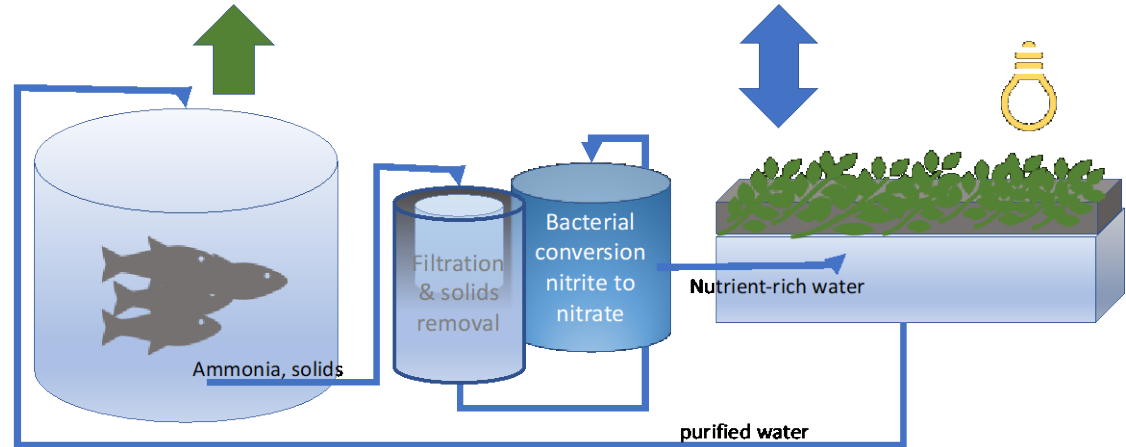 Ammonia, solids
Filtration
& solids
removal
Bacterial
conversion
nitrite to
nitrate
Nutrient-rich water
purified water